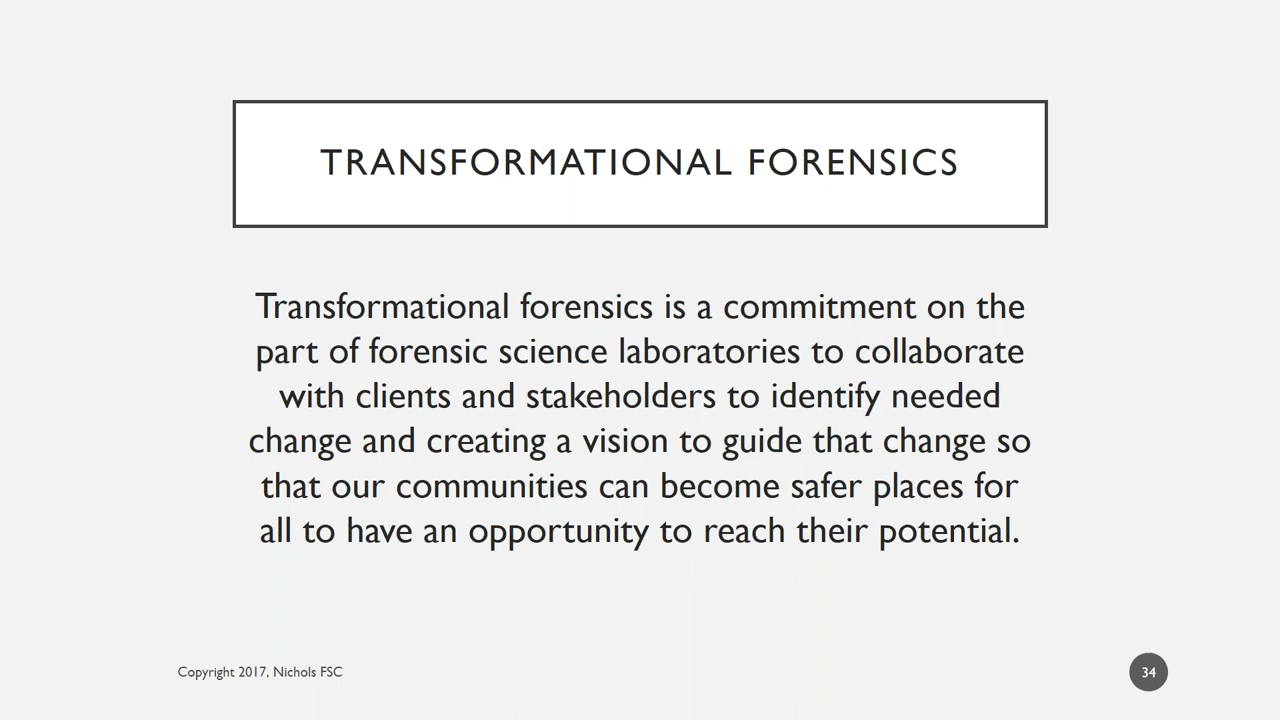 TRANSFORMATIONAL FORENSICS
Transformational forensics is a commitment on the
part of forensic science laboratories to collaborate
with clients and stakeholders to identify needed
change and creating a vision to guide that change so
that our communities can become safer places for
all to have an opportunity to reach their potential.
Copyright 2017, Nichols FSC
34